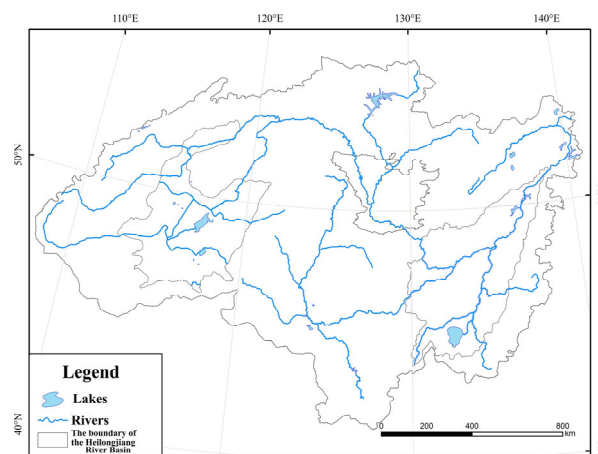 110°E 120°E 130°E 140°E
50°N
40°N
Legend
Lakes
Rivers
The boundary of
the Heilongjiang
River Basin
0 200 400 800
km